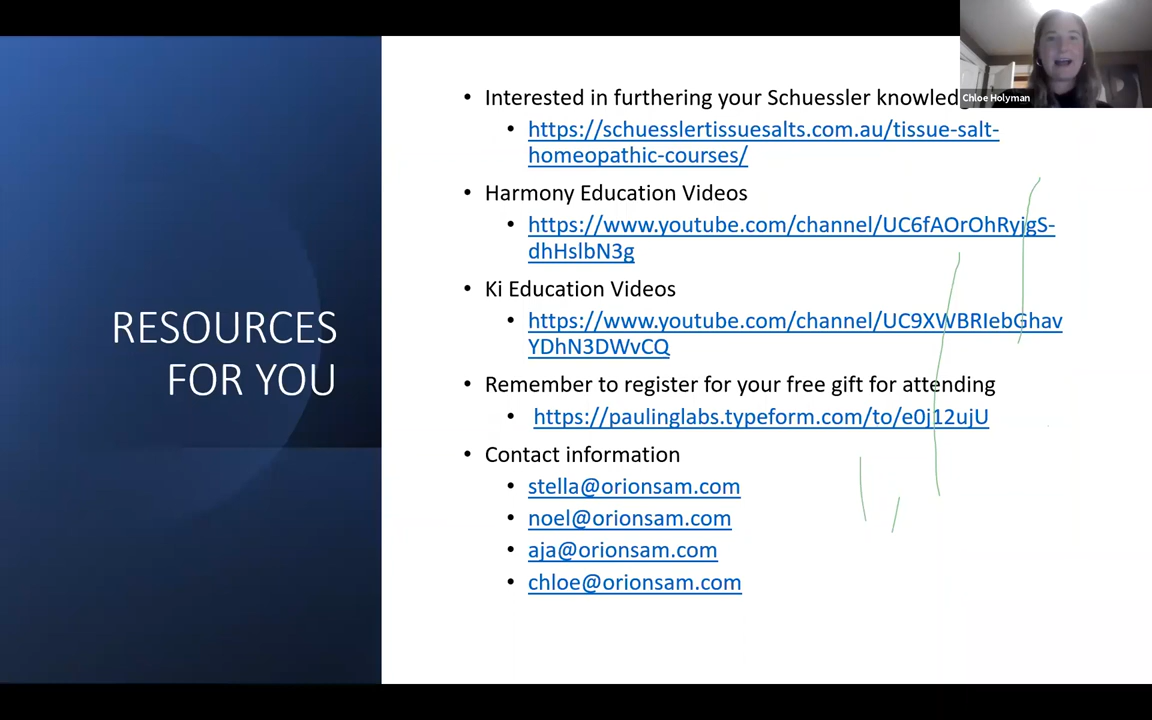 Chloe Holyman
RESOURCES
FOR YOU
• Interested in furthering your Schuessler
• https://schuesslertissuesalts.com.au/tissue-salt-
homeopathic-courses/
• Harmony Education Videos
• https://www.youtube.com/channel/UC6fAOrOhRyjgS-
dhHslbN3g
• Ki Education Videos
• https://www.youtube.com/channel/UC9XWBRIebGhav
YDhN3DWvCQ
• Remember to register for your free gift for attending
• https://paulinglabs.typeform.com/to/e0j12ujU
• Contact information
• stella@orionsam.com
• noel@orionsam.com
• aja@orionsam.com
• chloe@orionsam.com